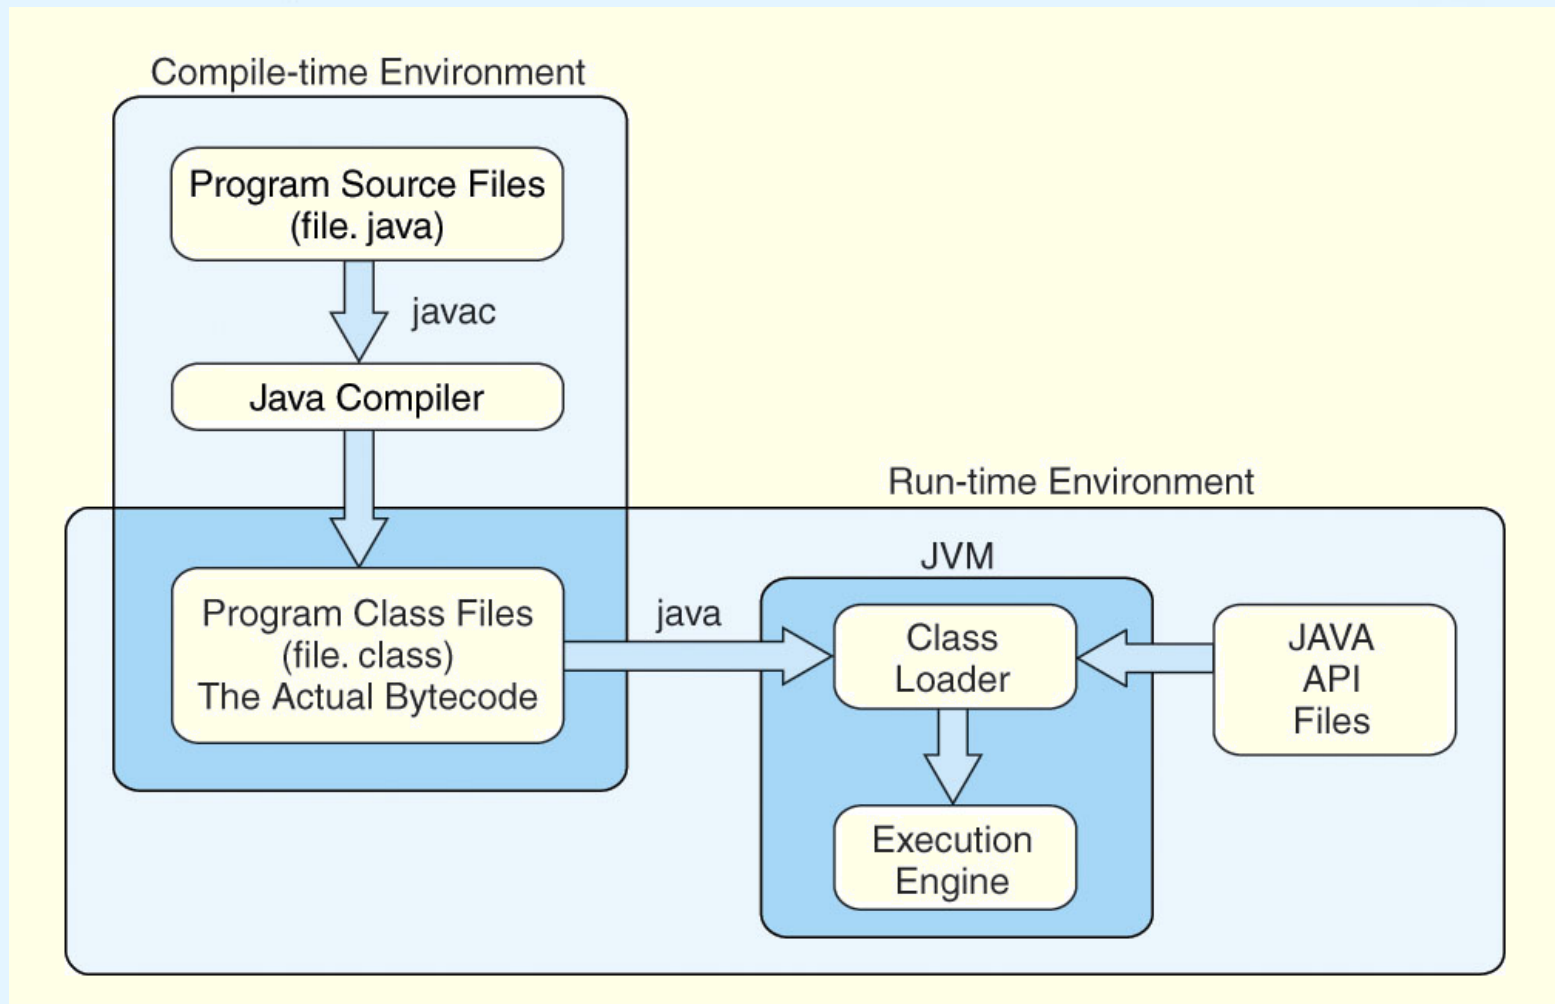 Compile-time Environment
Program Source Files
(file. java)
javac
Java Compiler
Run-time Environment
JVM
Program Class Files
(file. class)
The Actual Bytecode
java
Class
Loader
JAVA
API
Files
Execution
Engine